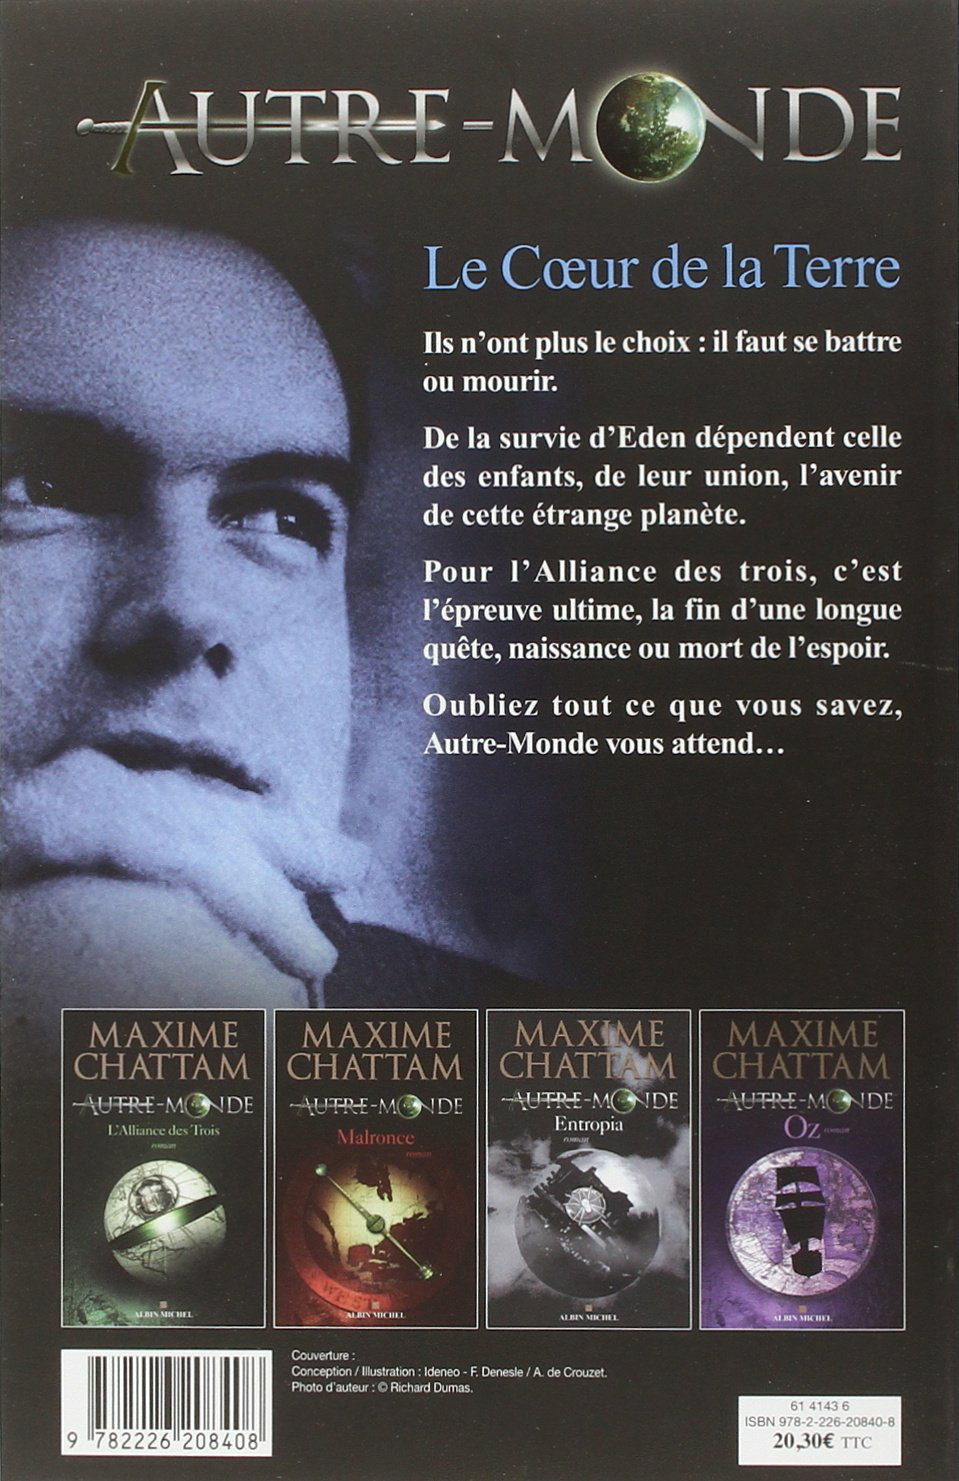 AUTRE-MONDE
Le Cœur de la Terre
Ils n'ont plus le choix : il faut se battre
ou mourir.
De la survie d'Eden dépendent celle
des enfants, de leur union, l'avenir
de cette étrange planète.
Pour l'Alliance des trois, c'est
l'épreuve ultime, la fin d'une longue
quête, naissance ou mort de l'espoir.
Oubliez tout ce que vous savez,
Autre-Monde vous attend…
MAXIME
CHATTAM
AUTRE-MONDE
L'Alliance des Trois
roman
ALBIN MICHEL
MAXIME
CHATTAM
AUTRE-MONDE
Malronce
roman
ALBIN MICHEL
MAXIME
CHATTAM
AUTRE-MONDE
Entropia
roman
ALBIN MICHEL
MAXIME
CHATTAM
AUTRE-MONDE
Oz roman
ALBIN MICHEL
9 782226 208408
Couverture :
Conception / Illustration : Ideneo - F. Denesle / A. de Crouzet.
Photo d'auteur : © Richard Dumas.
61 4143 6
ISBN 978-2-226-20840-8
20,30€ TTC